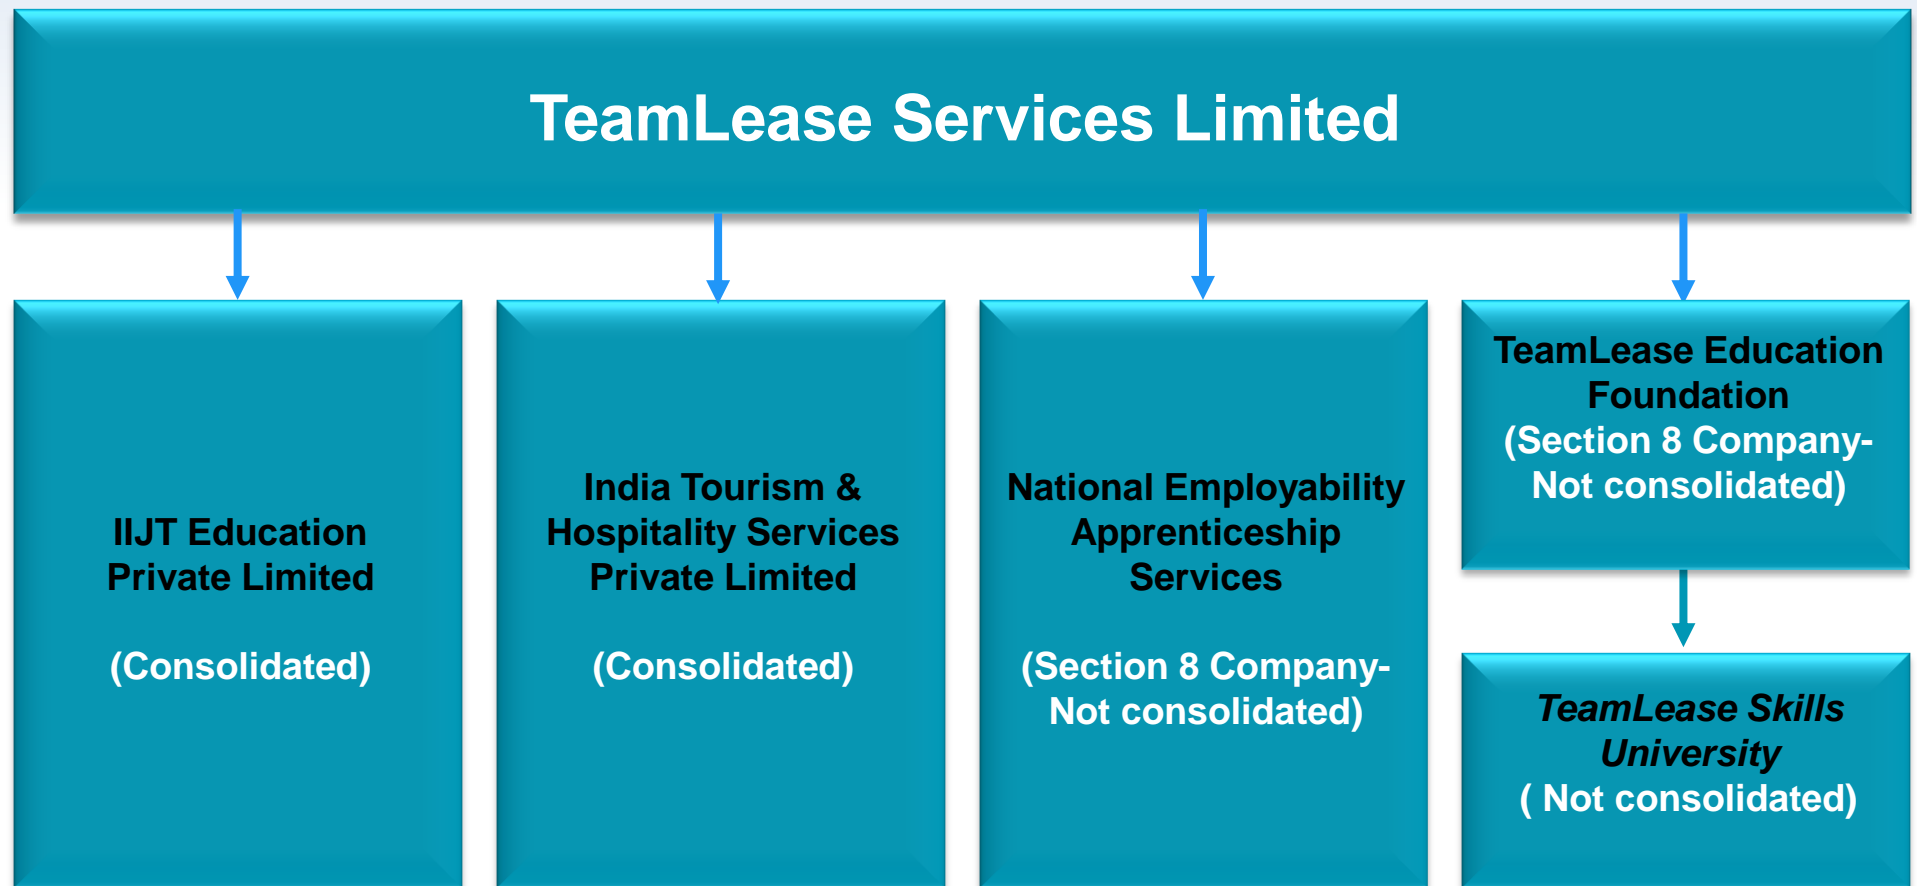 TeamLease Services Limited
IIJT Education
Private Limited
(Consolidated)
India Tourism &
Hospitality Services
Private Limited
(Consolidated)
National Employability
Apprenticeship
Services
(Section 8 Company-
Not consolidated)
TeamLease Education
Foundation
(Section 8 Company-
Not consolidated)
TeamLease Skills
University
( Not consolidated)